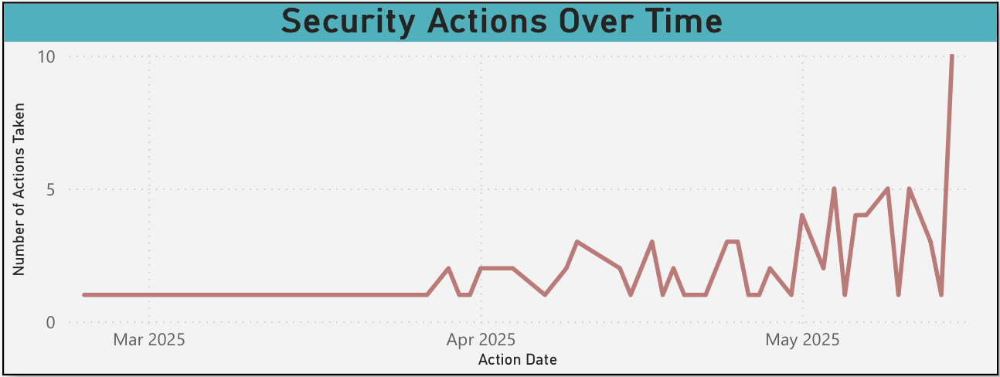 Security Actions Over Time
Number of Actions Taken
10
5
0
Mar 2025
Apr 2025
May 2025
Action Date